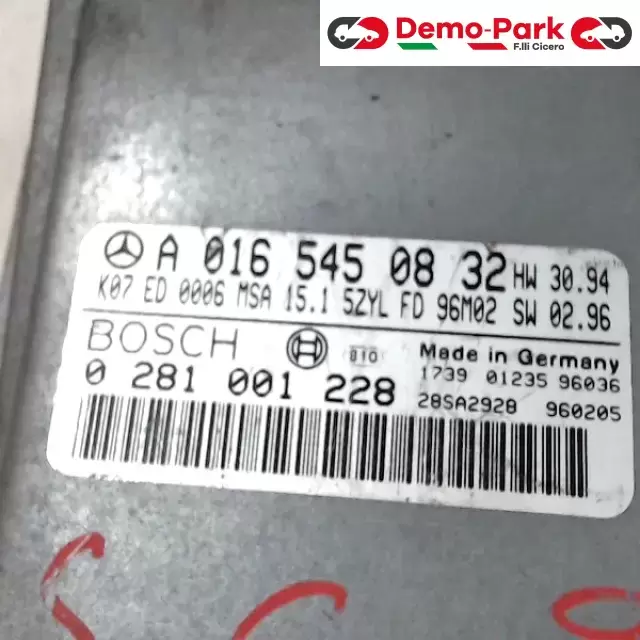 Demo-Park
F.lli Cicero
A 016 545 08 32 HW 30.94
K07 ED 0006 MSA 15.1 5ZYL FD 96M02 SW 02.96
BOSCH 810 Made in Germany
0 281 001 228 1739 01235 96036
28SA2928 960205